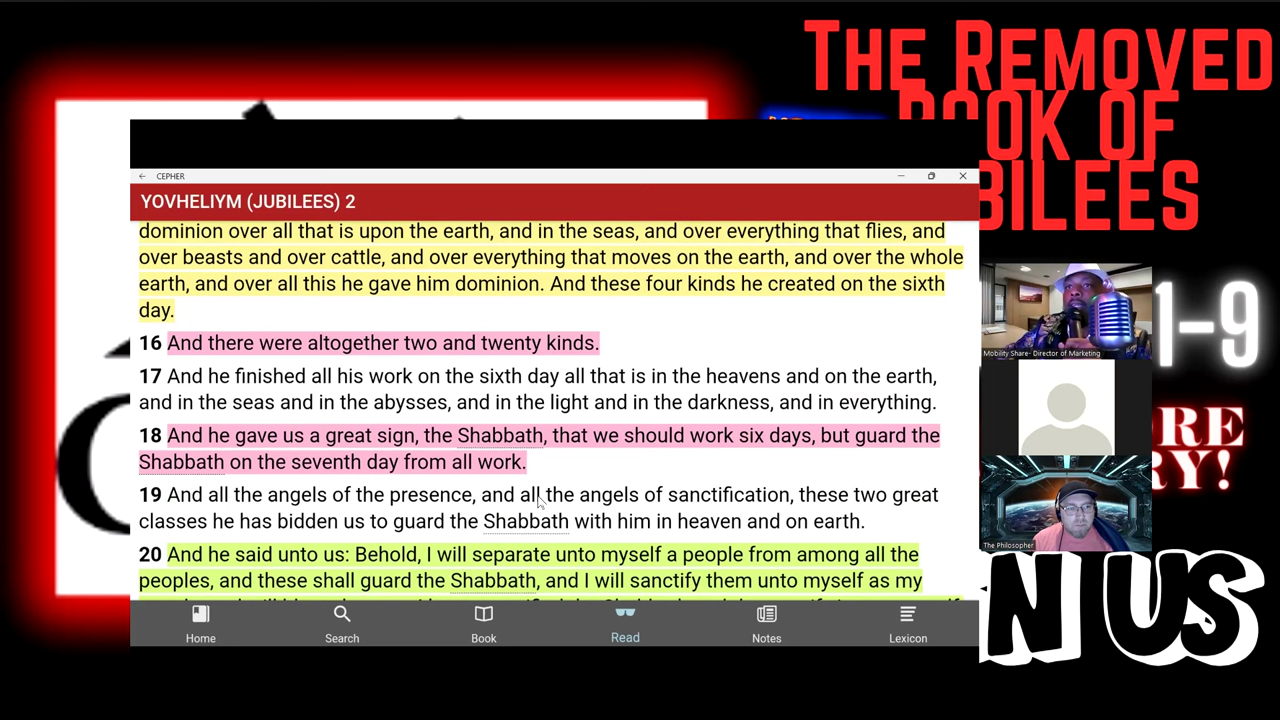 THE REMOVED
BOOK OF
BILEES
CEPHER
YOVHELIYM (JUBILEES) 2
dominion over all that is upon the earth, and in the seas, and over everything that flies, and
over beasts and over cattle, and over everything that moves on the earth, and over the whole
earth, and over all this he gave him dominion. And these four kinds he created on the sixth
day.
16 And there were altogether two and twenty kinds.
17 And he finished all his work on the sixth day all that is in the heavens and on the earth,
and in the seas and in the abysses, and in the light and in the darkness, and in everything.
18 And he gave us a great sign, the Shabbath, that we should work six days, but guard the
Shabbath on the seventh day from all work.
19 And all the angels of the presence, and all the angels of sanctification, these two great
classes he has bidden us to guard the Shabbath with him in heaven and on earth.
20 And he said unto us: Behold, I will separate unto myself a people from among all the
peoples, and these shall guard the Shabbath, and I will sanctify them unto myself as my
Home
Search
Book
Read
Notes
Lexicon
1-9
Mobility Share- Director of Marketing
RE
RY!
The Philosopher
N US